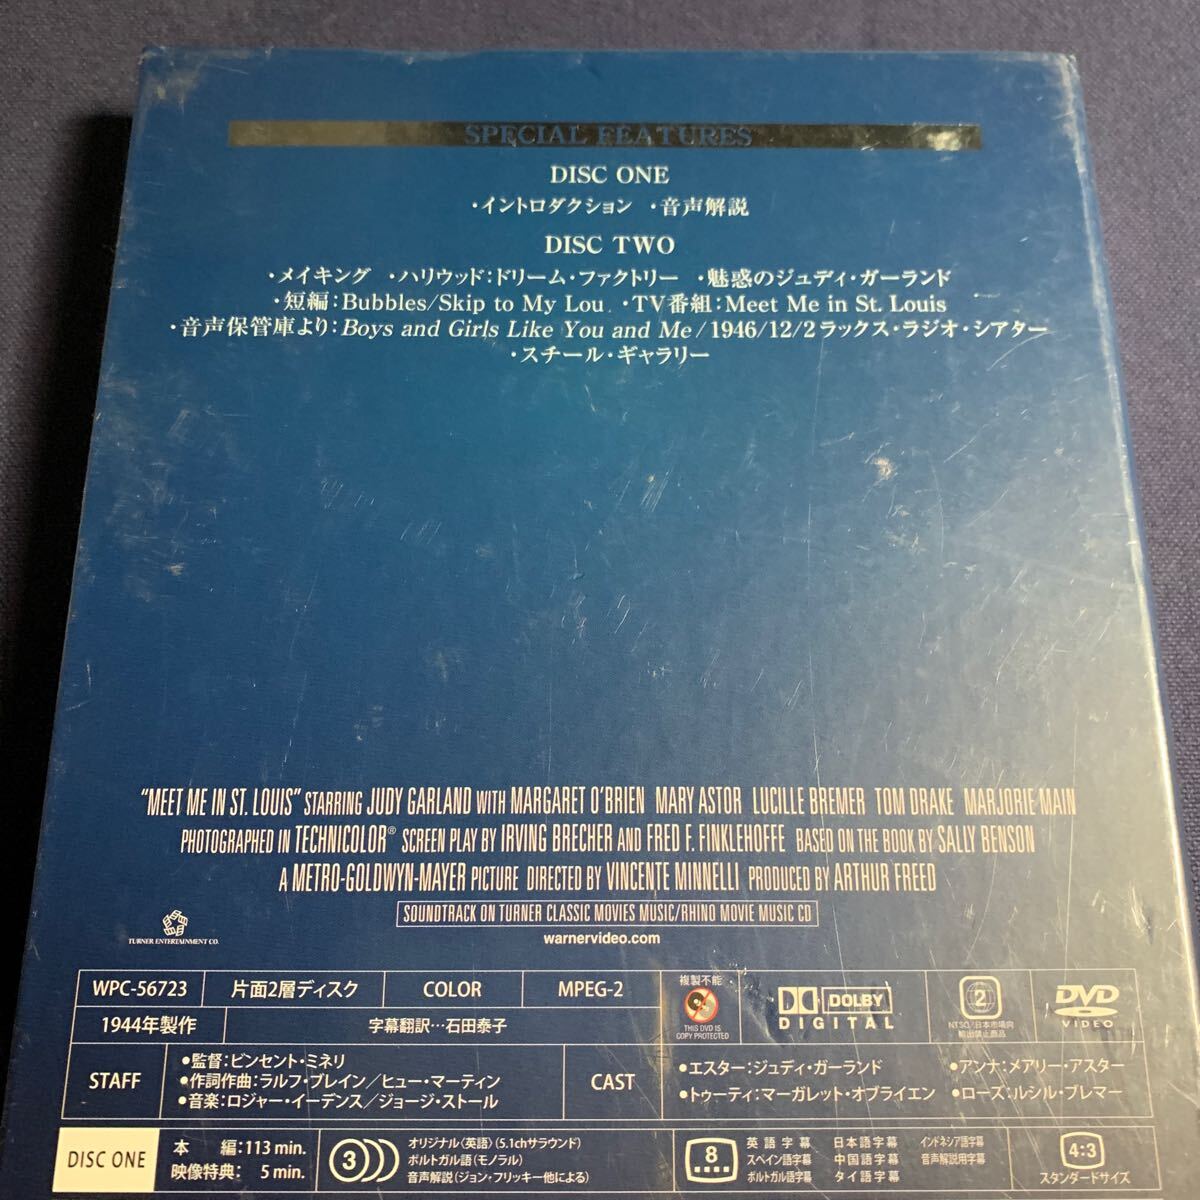 SPECIAL FEATURES
DISC ONE
・イントロダクション ・音声解説
DISC TWO
・メイキング ・ハリウッド:ドリーム・ファクトリー ・魅惑のジュディ・ガーランド
・短編:Bubbles/Skip to My Lou ・TV番組:Meet Me in St. Louis
・音声保管庫より:Boys and Girls Like You and Me/1946/12/2ラックス・ラジオ・シアター
・スチール・ギャラリー
"MEET ME IN ST. LOUIS" STARRING JUDY GARLAND WITH MARGARET O'BRIEN MARY ASTOR LUCILLE BREMER TOM DRAKE MARJORIE MAIN
PHOTOGRAPHED IN TECHNICOLOR® SCREEN PLAY BY IRVING BRECHER AND FRED F. FINKLEHOFFE BASED ON THE BOOK BY SALLY BENSON
A METRO-GOLDWYN-MAYER PICTURE DIRECTED BY VINCENTE MINNELLI PRODUCED BY ARTHUR FREED
SOUNDTRACK ON TURNER CLASSIC MOVIES MUSIC/RHINO MOVIE MUSIC CD
TURNER ENTERTAINMENT CO.
warnervideo.com
WPC-56723 片面2層ディスク COLOR MPEG-2
1944年製作 字幕翻訳…石田泰子
複製不能
THIS DVD IS
COPY PROTECTED
DOLBY
DIGITAL
2
NTSC/日本市場向
輸出禁止商品
DVD
VIDEO
STAFF
●監督:ビンセント・ミネリ
●作詞作曲:ラルフ・ブレイン/ヒュー・マーティン
●音楽:ロジャー・イーデンス/ジョージ・ストール
CAST
●エスター:ジュディ・ガーランド ●アンナ:メアリー・アスター
●トゥーティ:マーガレット・オブライエン ●ローズ:ルシル・ブレマー
DISC ONE
本 編:113 min.
映像特典: 5 min.
3
オリジナル(英語)(5.1chサラウンド)
ポルトガル語(モノラル)
音声解説(ジョン・フリッキー他による)
8
英語字幕 日本語字幕 インドネシア語字幕
スペイン語字幕 中国語字幕 音声解説用字幕
ポルトガル語字幕 タイ語字幕
4:3
スタンダードサイズ